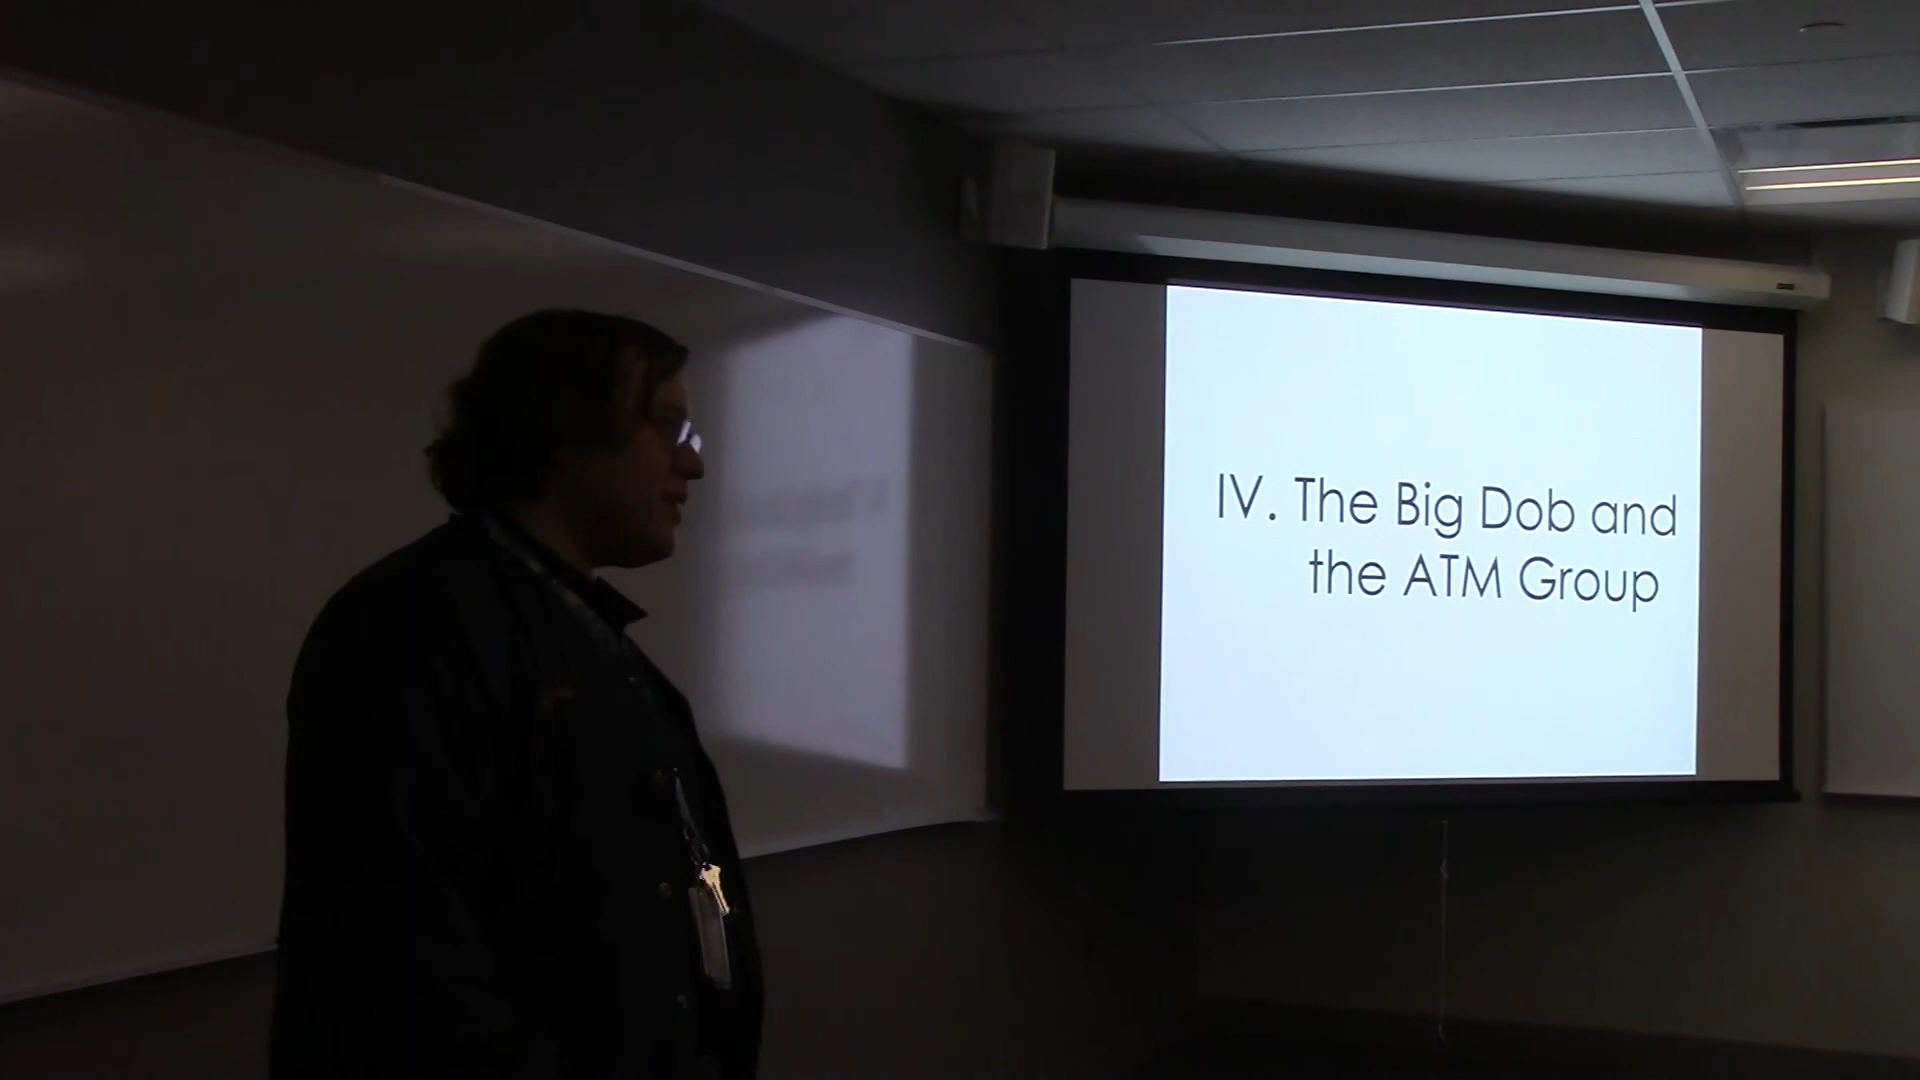 IV. The Big Dob and
the ATM Group